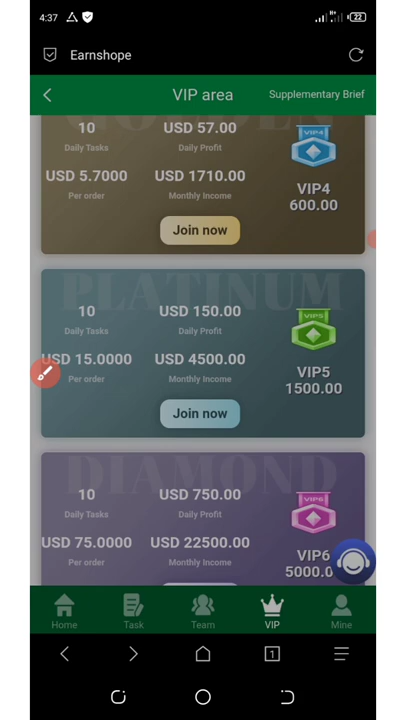 4:37
H+
22
Earnshope
VIP area
Supplementary Brief
10
USD 57.00
Daily Tasks
Daily Profit
VIP4
USD 5.7000
USD 1710.00
Per order
Monthly Income
VIP4
600.00
Join now
PLATINUM
10
USD 150.00
Daily Tasks
Daily Profit
VIP5
USD 15.0000
USD 4500.00
Per order
Monthly Income
VIP5
1500.00
Join now
DIAMOND
10
USD 750.00
Daily Tasks
Daily Profit
VIP6
USD 75.0000
USD 22500.00
Per order
Monthly Income
VIP6
5000.0
Home
Task
Team
VIP
Mine
1